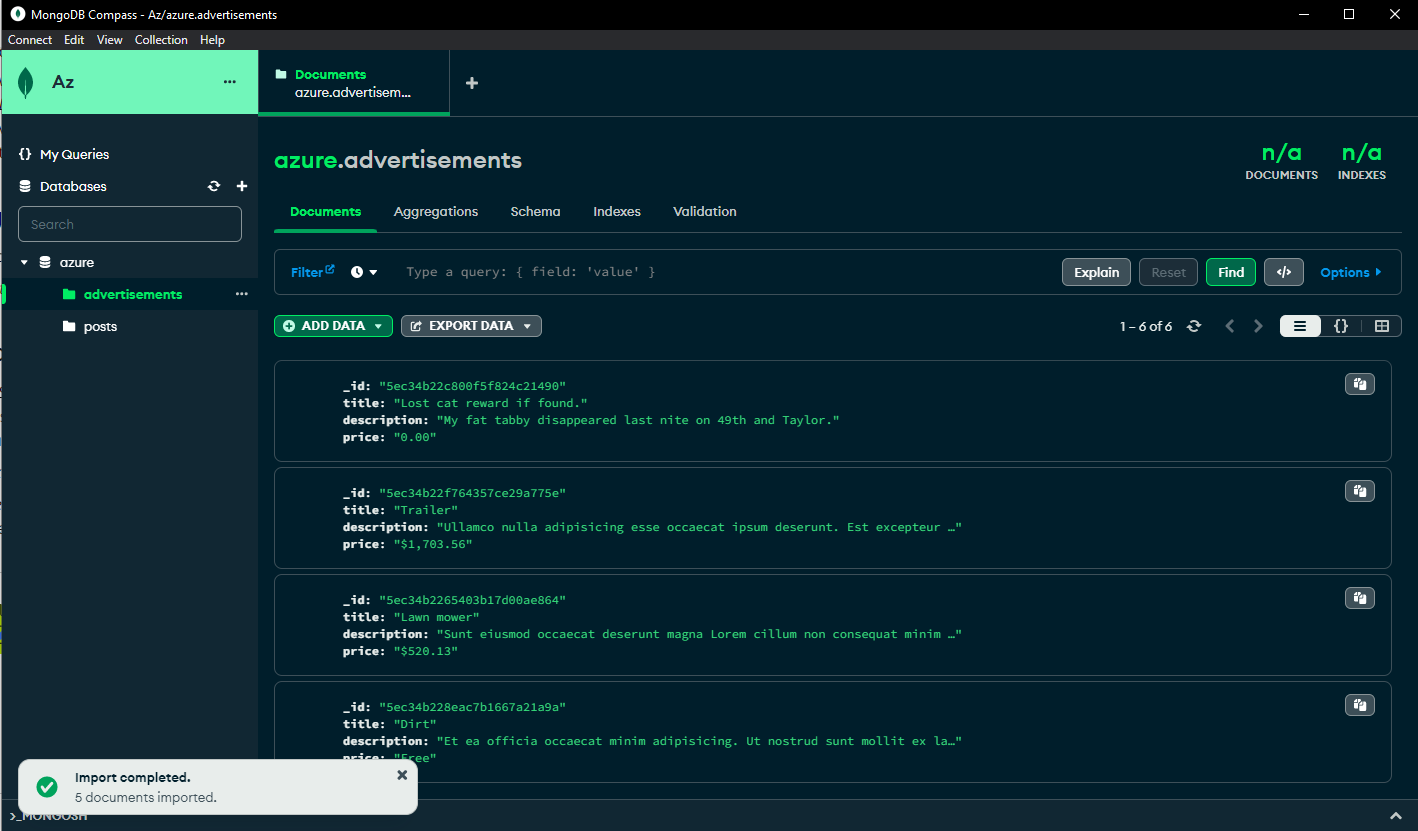 MongoDB Compass - Az/azure.advertisements
Connect Edit View Collection Help
Az
Documents
azure.advertisem...
My Queries
Databases
Search
azure
advertisements
posts
azure.advertisements
n/a
DOCUMENTS
n/a
INDEXES
Documents Aggregations Schema Indexes Validation
Filter
Type a query: { field: 'value' }
Explain Reset Find </> Options
ADD DATA EXPORT DATA
1 – 6 of 6
{}
_id: "5ec34b22c800f5f824c21490"
title: "Lost cat reward if found."
description: "My fat tabby disappeared last nite on 49th and Taylor."
price: "0.00"
_id: "5ec34b22f764357ce29a775e"
title: "Trailer"
description: "Ullamco nulla adipisicing esse occaecat ipsum deserunt. Est excepteur …"
price: "$1,703.56"
_id: "5ec34b2265403b17d00ae864"
title: "Lawn mower"
description: "Sunt eiusmod occaecat deserunt magna Lorem cillum non consequat minim …"
price: "$520.13"
_id: "5ec34b228eac7b1667a21a9a"
title: "Dirt"
description: "Et ea officia occaecat minim adipisicing. Ut nostrud sunt mollit ex la…"
price: "Free"
Import completed.
5 documents imported.
>_MONGOSH